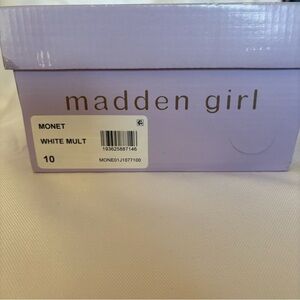 madden girl
MONET
WHITE MULT
193625887146
10
MONE01J1077100